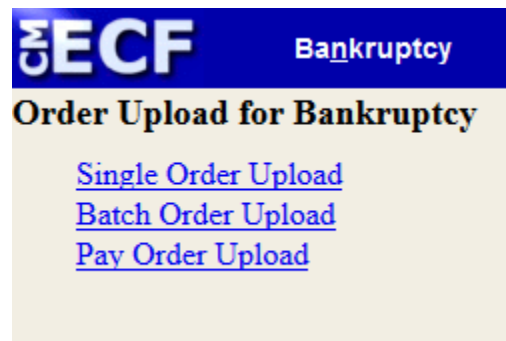 CM ECF Bankruptcy
Order Upload for Bankruptcy
Single Order Upload
Batch Order Upload
Pay Order Upload